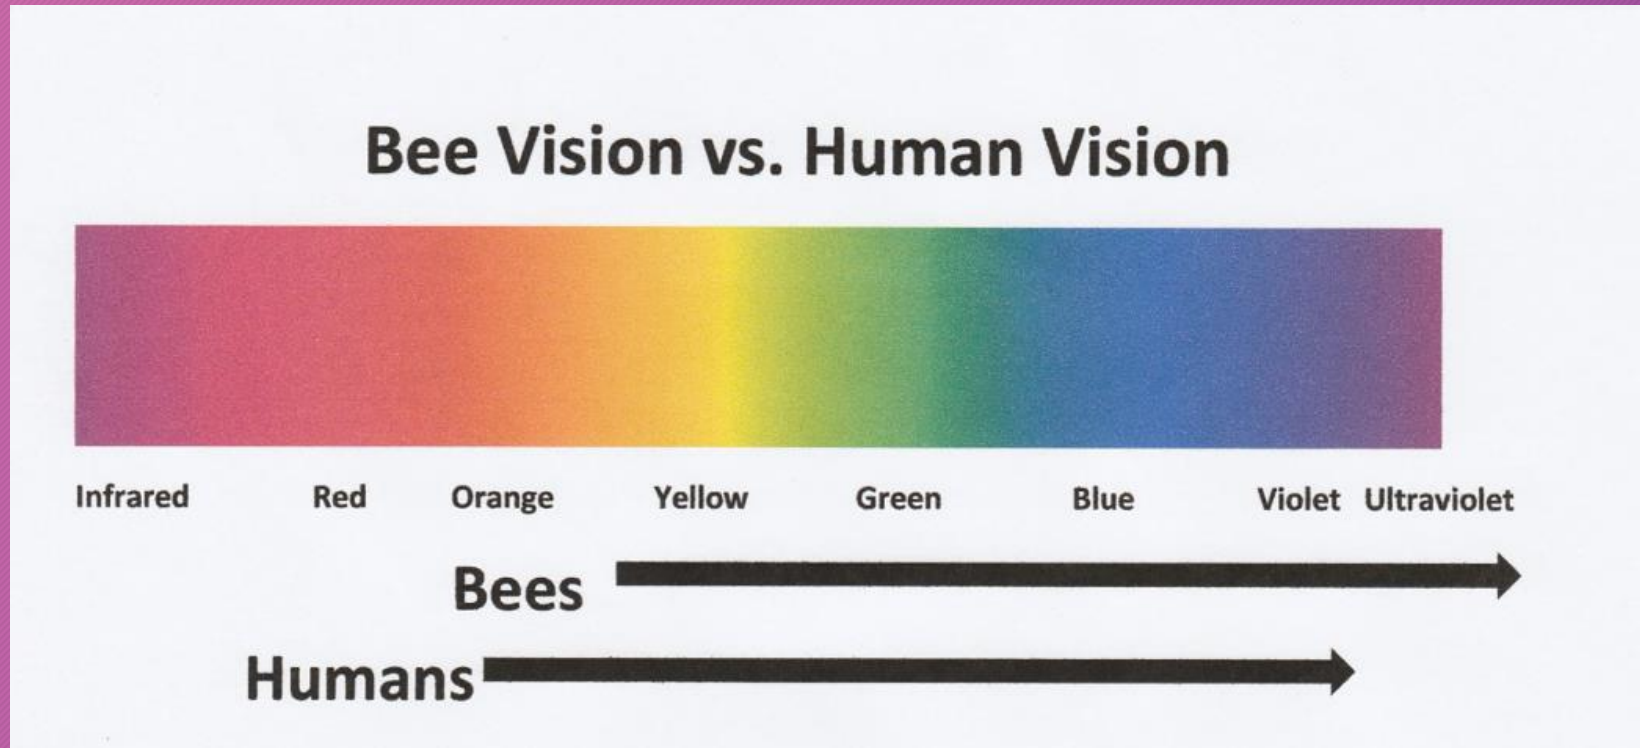 Bee Vision vs. Human Vision
Infrared Red Orange Yellow Green Blue Violet Ultraviolet
Bees
Humans